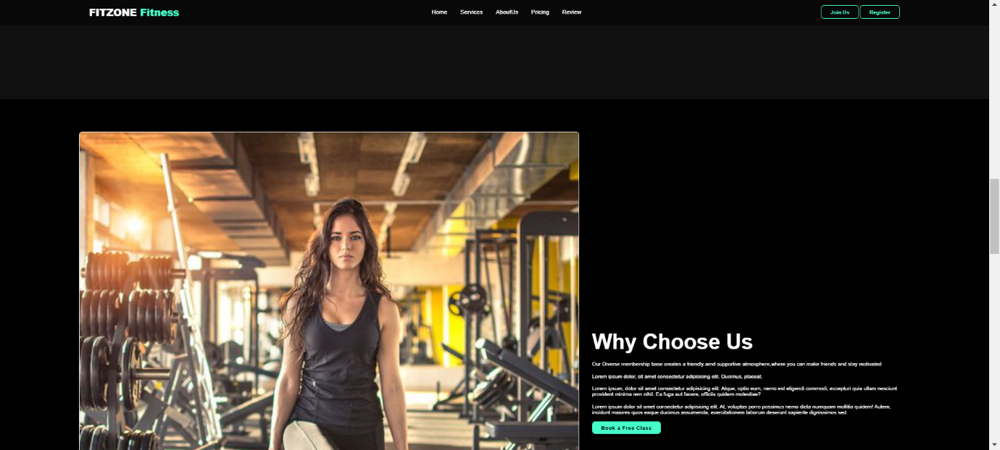 FITZONE Fitness
Home Services AboutUs Pricing Review
Join Us Register
Why Choose Us
Our Diverse membership base creates a friendly amd supportive atmosphere,where you can make friends and stay motivated
Lorem ipsum dolor, sit amet consectetur adipisicing elit. Ducimus, placeat.
Lorem ipsum, dolor sit amet consectetur adipisicing elit. Atque, optio eum, nemo est eligendi commodi, excepturi quia ullam nesciunt
provident minima rem nihil. Ea fuga aut facere, officiis quidem molestiae?
Lorem ipsum dolor sit amet consectetur adipisicing elit. At, voluptas porro possimus nemo dicta numquam mollitia quidem! Autem,
incidunt maiores quos eaque ducimus assumenda, exercitationem laborum deserunt sapiente dignissimos sed.
Book a Free Class